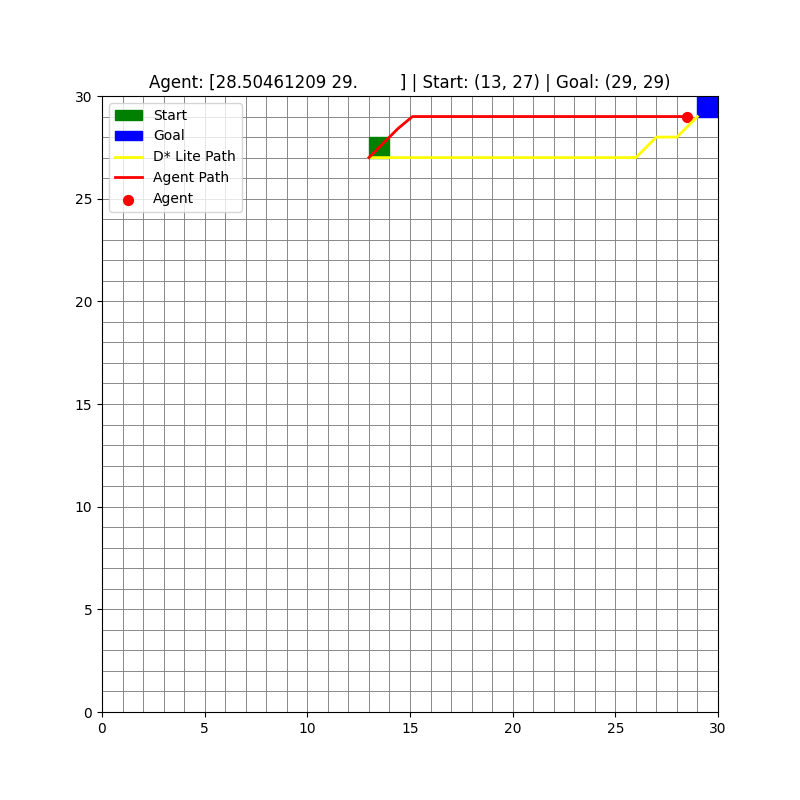 Agent: [28.50461209 29.        ] | Start: (13, 27) | Goal: (29, 29)
Start
Goal
D* Lite Path
Agent Path
Agent
30
25
20
15
10
5
0
0 5 10 15 20 25 30